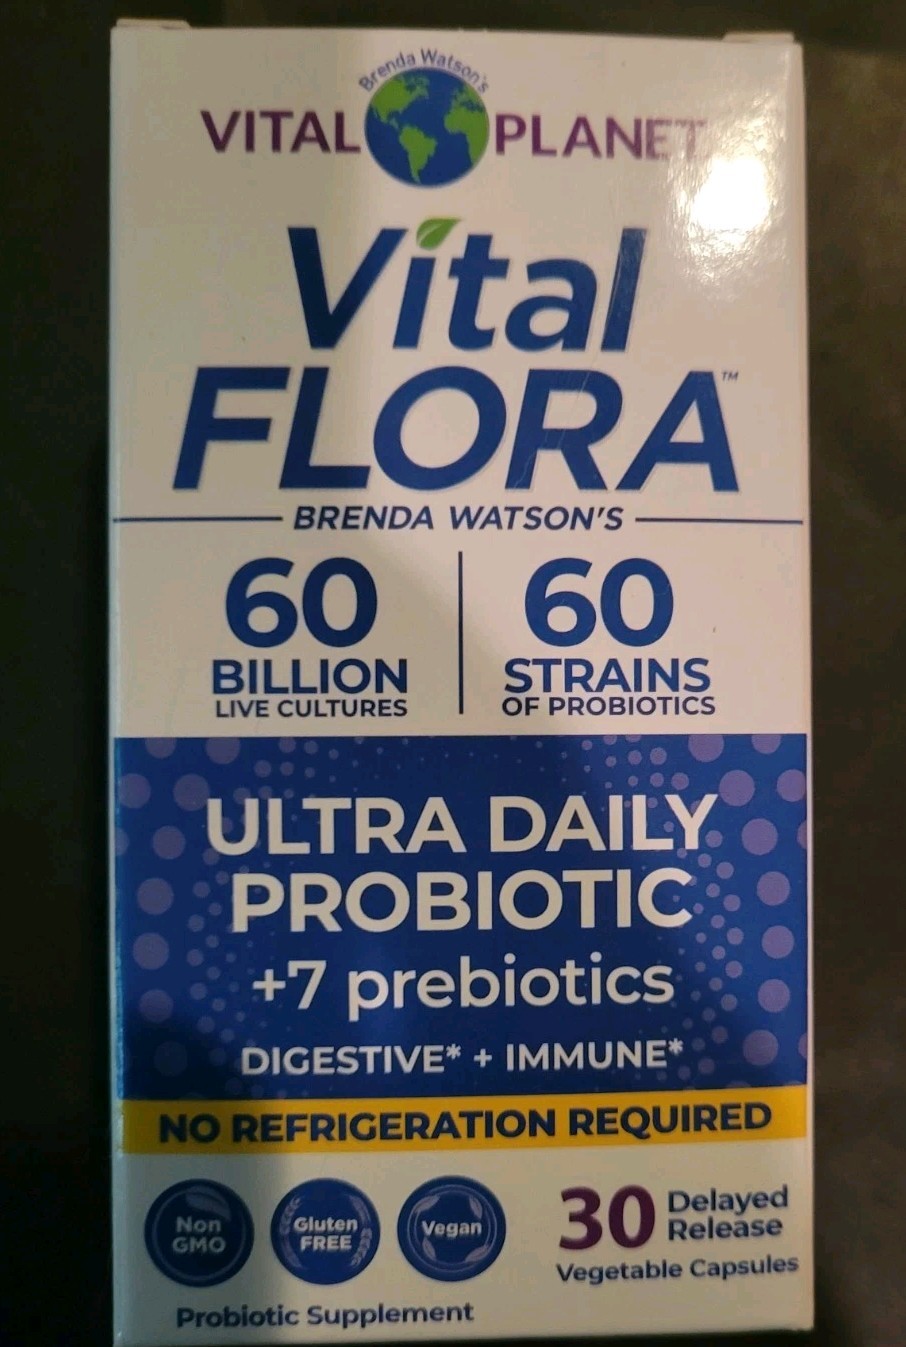 Brenda Watson's
VITAL PLANET
Vital
FLORA™
BRENDA WATSON'S
60
BILLION
LIVE CULTURES
60
STRAINS
OF PROBIOTICS
ULTRA DAILY
PROBIOTIC
+7 prebiotics
DIGESTIVE* + IMMUNE*
NO REFRIGERATION REQUIRED
Non
GMO
Gluten
FREE
Vegan
30 Delayed
Release
Vegetable Capsules
Probiotic Supplement